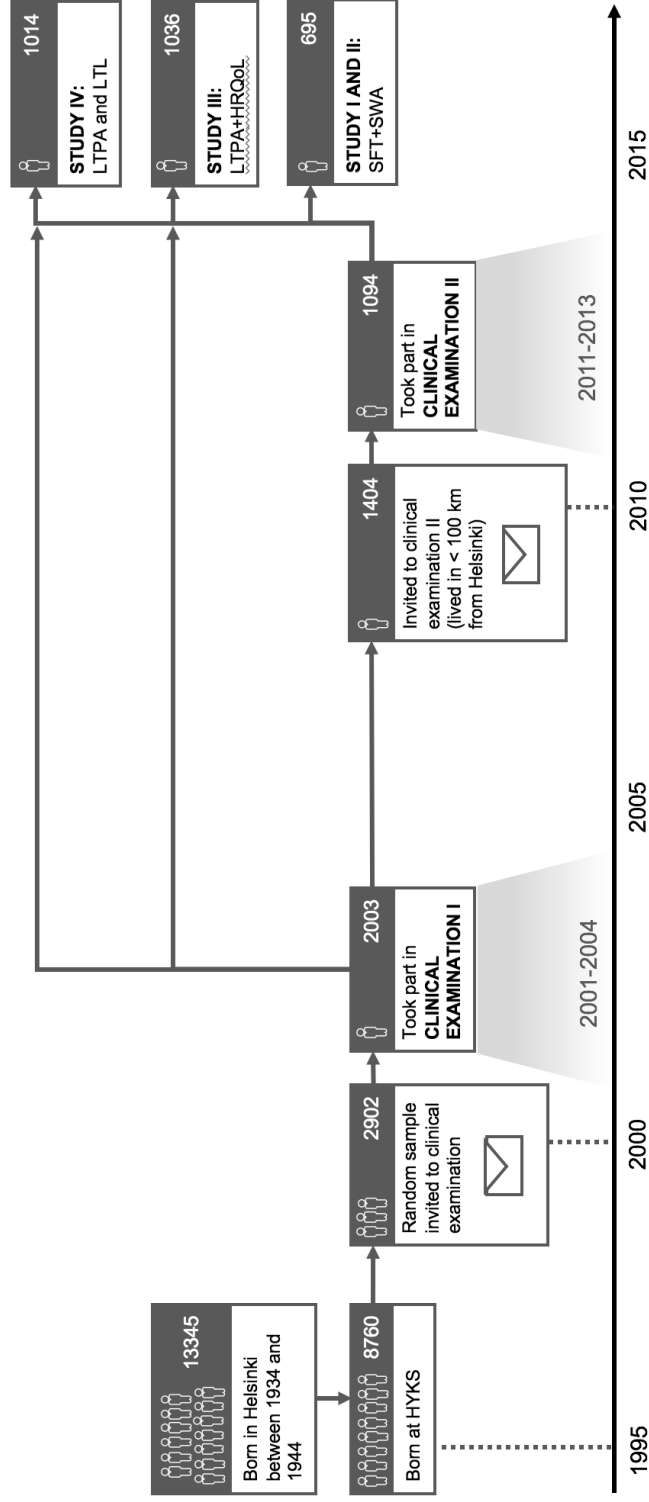 13345
Born in Helsinki
between 1934 and
1944
8760
Born at HYKS
2902
Random sample
invited to clinical
examination
2003
Took part in
CLINICAL
EXAMINATION I
1404
Invited to clinical
examination II
(lived in < 100 km
from Helsinki)
1094
Took part in
CLINICAL
EXAMINATION II
1014
STUDY IV:
LTPA and LTL
1036
STUDY III:
LTPA+HRQoL
695
STUDY I AND II:
SFT+SWA
2001-2004
2011-2013
1995
2000
2005
2010
2015